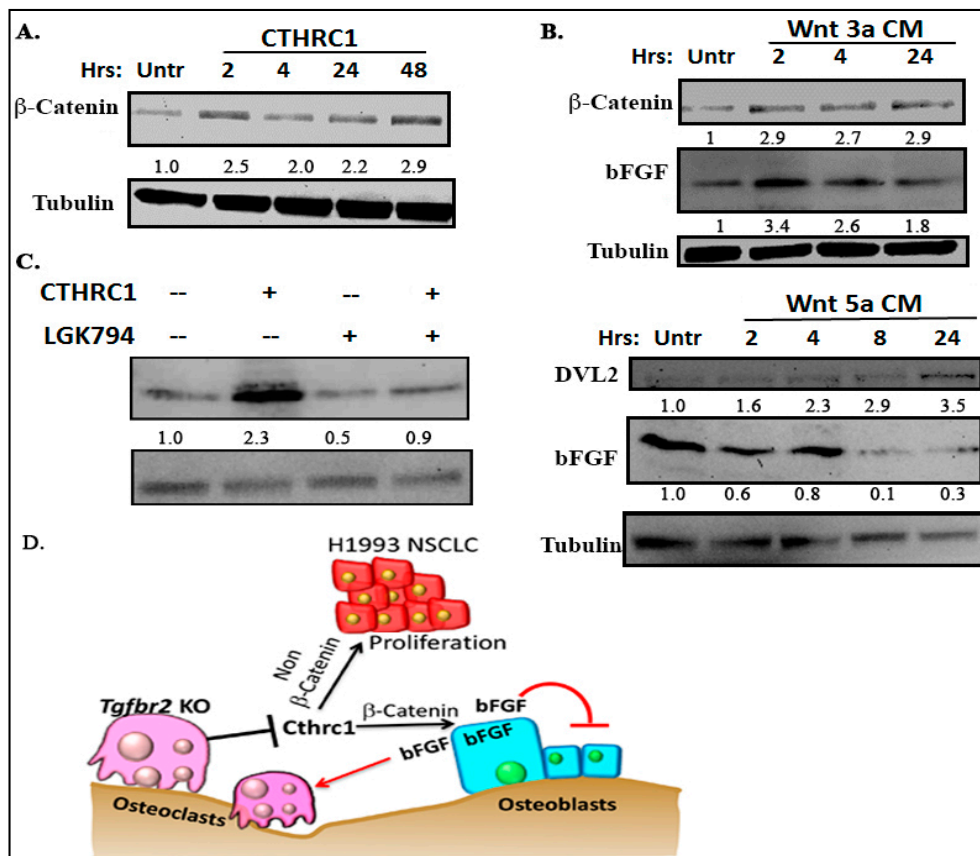 A.
CTHRC1
Hrs: Untr 2 4 24 48
β-Catenin
1.0 2.5 2.0 2.2 2.9
Tubulin
B.
Wnt 3a CM
Hrs: Untr 2 4 24
β-Catenin
1 2.9 2.7 2.9
bFGF
1 3.4 2.6 1.8
Tubulin
Wnt 5a CM
Hrs: Untr 2 4 8 24
DVL2
1.0 1.6 2.3 2.9 3.5
bFGF
1.0 0.6 0.8 0.1 0.3
Tubulin
C.
CTHRC1 -- + -- +
LGK794 -- -- + +
1.0 2.3 0.5 0.9
D.
H1993 NSCLC
Proliferation
Non
β-Catenin
Tgfbr2 KO
Cthrc1
β-Catenin
bFGF
bFGF
bFGF
Osteoclasts
Osteoblasts